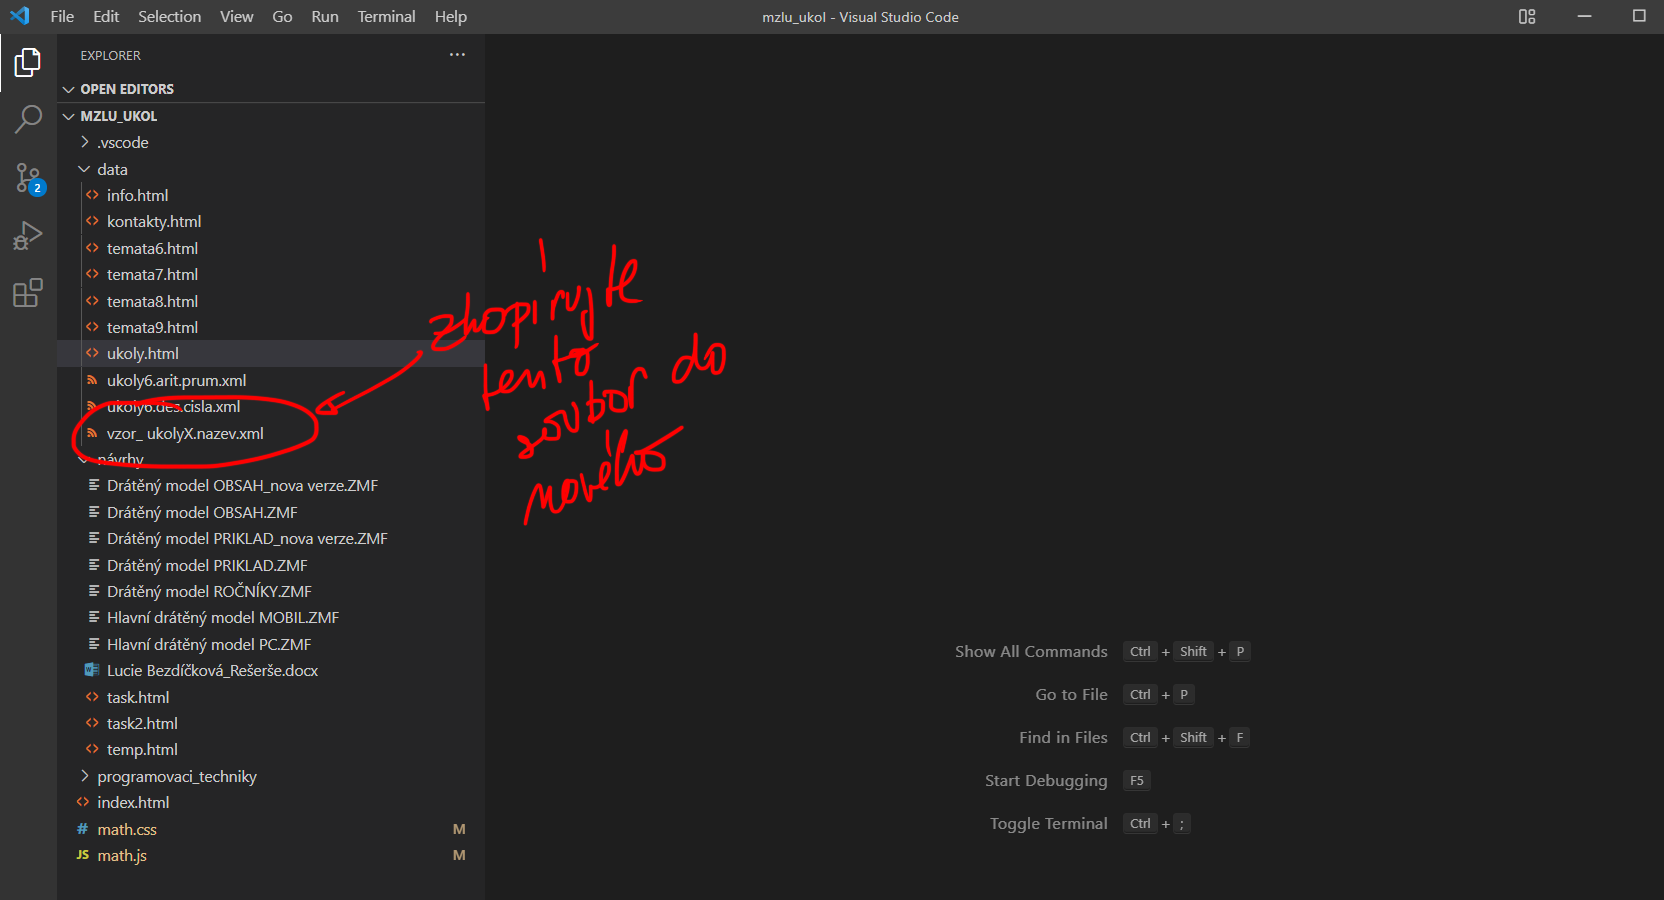 File Edit Selection View Go Run Terminal Help
mzlu_ukol - Visual Studio Code
EXPLORER
OPEN EDITORS
MZLU_UKOL
.vscode
data
info.html
kontakty.html
temata6.html
temata7.html
temata8.html
temata9.html
ukoly.html
ukoly6.arit.prum.xml
ukoly6.des.cisla.xml
vzor_ ukolyX.nazev.xml
návrhy
Drátěný model OBSAH_nova verze.ZMF
Drátěný model OBSAH.ZMF
Drátěný model PRIKLAD_nova verze.ZMF
Drátěný model PRIKLAD.ZMF
Drátěný model ROČNÍKY.ZMF
Hlavní drátěný model MOBIL.ZMF
Hlavní drátěný model PC.ZMF
Lucie Bezdíčková_Rešerše.docx
task.html
task2.html
temp.html
programovaci_techniky
index.html
# math.css M
JS math.js M
2
zkopírujte
tento
soubor do
nového
Show All Commands Ctrl + Shift + P
Go to File Ctrl + P
Find in Files Ctrl + Shift + F
Start Debugging F5
Toggle Terminal Ctrl + ;